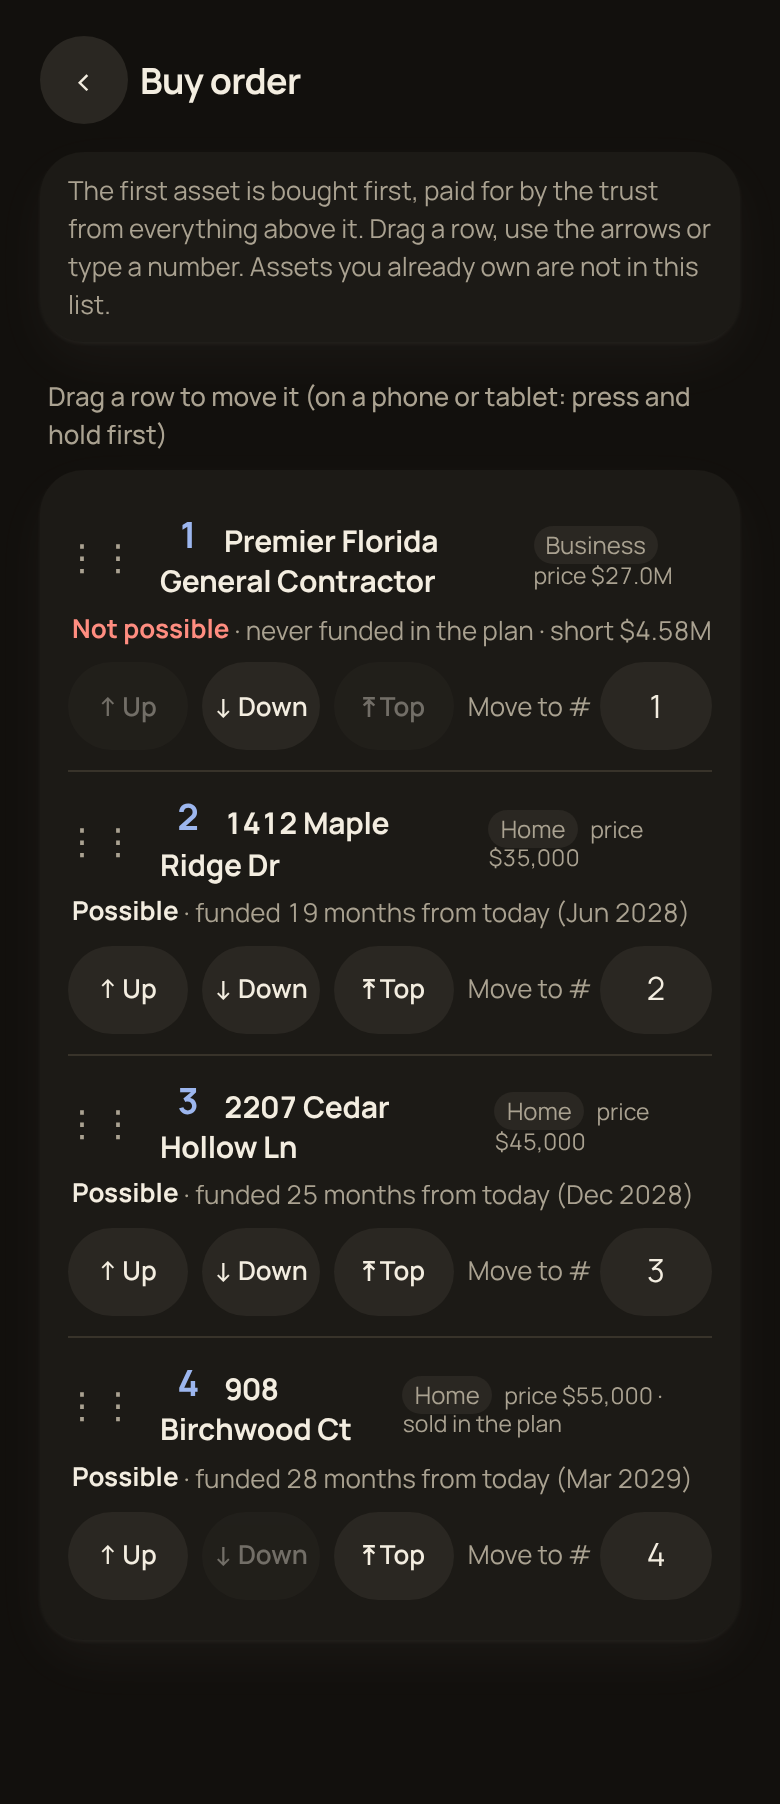 ‹ Buy order
The first asset is bought first, paid for by the trust
from everything above it. Drag a row, use the arrows or
type a number. Assets you already own are not in this
list.
Drag a row to move it (on a phone or tablet: press and
hold first)
⋮⋮ 1 Premier Florida General Contractor Business price $27.0M
Not possible · never funded in the plan · short $4.58M
↑ Up ↓ Down ⤒ Top Move to # 1
⋮⋮ 2 1412 Maple Ridge Dr Home price $35,000
Possible · funded 19 months from today (Jun 2028)
↑ Up ↓ Down ⤒ Top Move to # 2
⋮⋮ 3 2207 Cedar Hollow Ln Home price $45,000
Possible · funded 25 months from today (Dec 2028)
↑ Up ↓ Down ⤒ Top Move to # 3
⋮⋮ 4 908 Birchwood Ct Home price $55,000 · sold in the plan
Possible · funded 28 months from today (Mar 2029)
↑ Up ↓ Down ⤒ Top Move to # 4